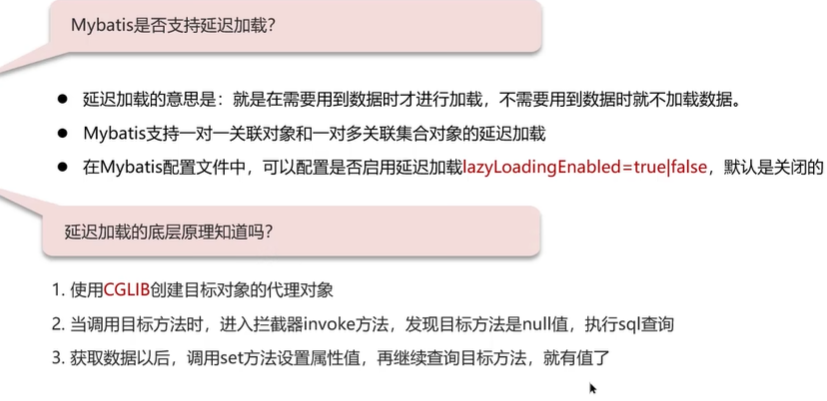 Mybatis是否支持延迟加载?
● 延迟加载的意思是：就是在需要用到数据时才进行加载，不需要用到数据时就不加载数据。
● Mybatis支持一对一关联对象和一对多关联集合对象的延迟加载
● 在Mybatis配置文件中，可以配置是否启用延迟加载lazyLoadingEnabled=true|false，默认是关闭的
延迟加载的底层原理知道吗?
1. 使用CGLIB创建目标对象的代理对象
2. 当调用目标方法时，进入拦截器invoke方法，发现目标方法是null值，执行sql查询
3. 获取数据以后，调用set方法设置属性值，再继续查询目标方法，就有值了